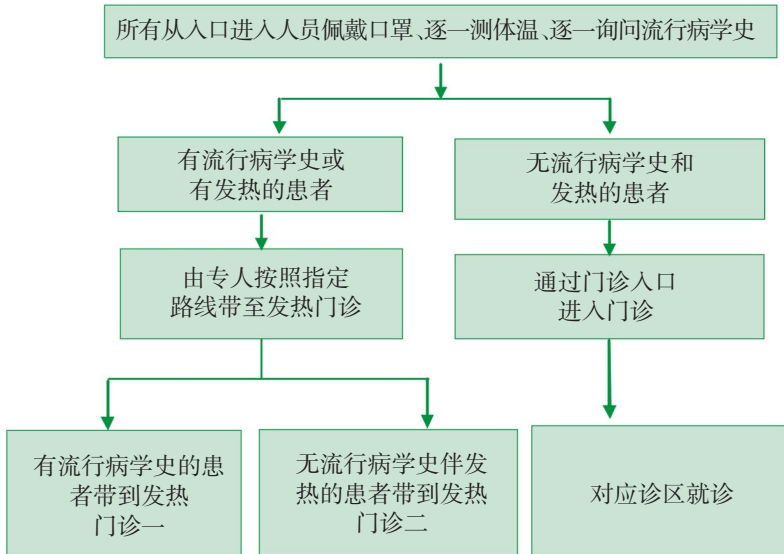 所有从入口进入人员佩戴口罩、逐一测体温、逐一询问流行病学史
有流行病学史或
有发热的患者
无流行病学史和
发热的患者
由专人按照指定
路线带至发热门诊
通过门诊入口
进入门诊
有流行病学史的患
者带到发热
门诊一
无流行病学史伴发
热的患者带到发热
门诊二
对应诊区就诊